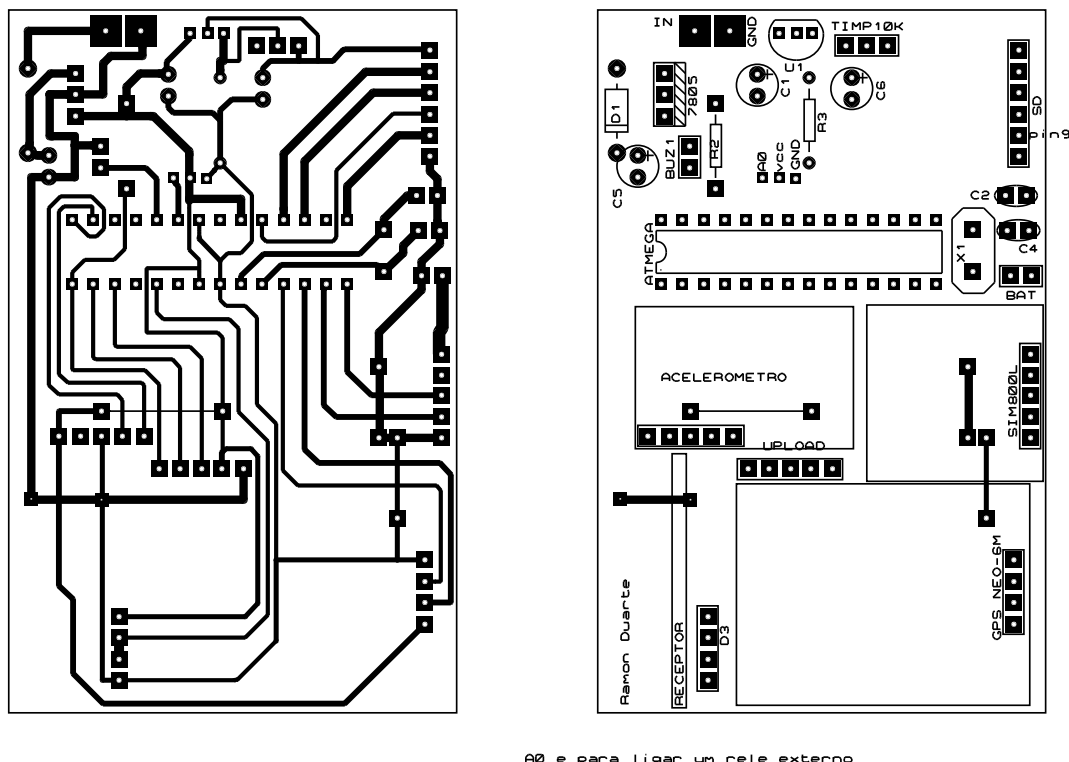 IN
GND
TIMP10K
U1
7805
C1
C6
SD
D1
R2
R3
BUZ1
A0
vcc
GND
C5
C2
C4
X1
ATMEGA
BAT
ACELEROMETRO
SIM800L
UPLOAD
GPS NEO-6M
Ramon Duarte
RECEPTOR
D3
A0 e para ligar um rele externo